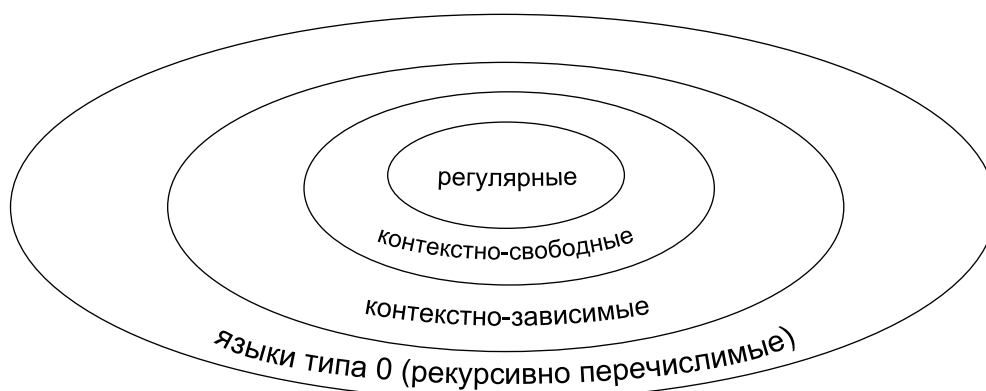 регулярные
контекстно-свободные
контекстно-зависимые
языки типа 0 (рекурсивно перечислимые)